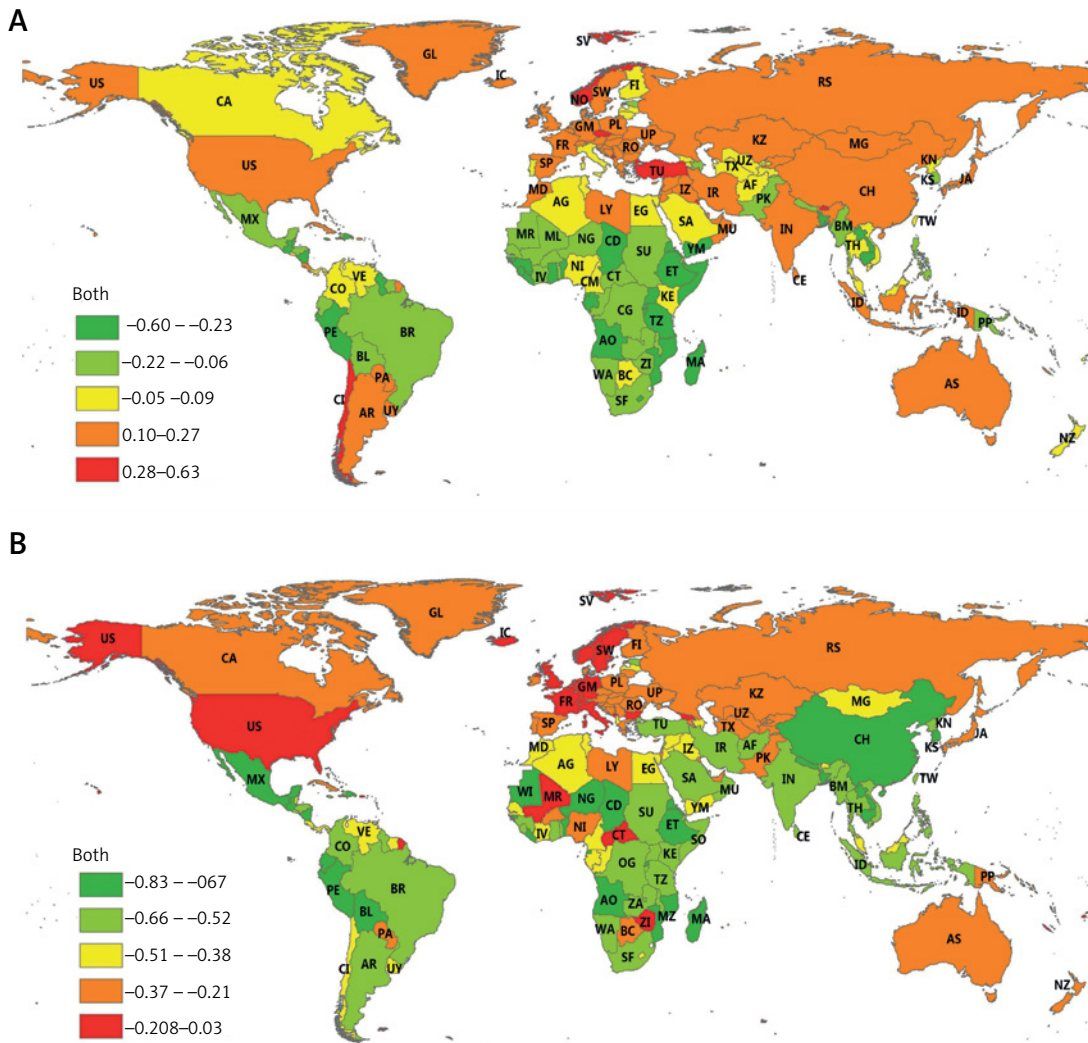 A
SV
GL
IC
US
CA
NO
SW
FI
RS
GM
PL
UP
FR
RO
KZ
MG
US
SP
TU
TX
UZ
KN
KS
JA
MD
IZ
IR
AF
CH
AG
LY
EG
SA
PK
MX
MU
IN
BM
TW
MR
ML
NG
CD
SU
YM
TH
VE
IV
NI
CM
CT
ET
CE
CO
KE
ID
ID
PP
Both
CG
TZ
−0.60 – −0.23
PE
BR
AO
−0.22 – −0.06
BL
WA
ZI
MA
−0.05 –0.09
PA
BC
AS
CI
SF
0.10–0.27
AR
UY
NZ
0.28–0.63
B
SV
GL
IC
US
CA
SW
FI
RS
GM
PL
UP
FR
RO
KZ
MG
US
SP
TU
TX
UZ
KN
KS
JA
MD
IZ
IR
AF
CH
AG
LY
EG
SA
PK
MX
MU
IN
BM
TW
WI
MR
NG
CD
SU
YM
TH
VE
IV
NI
CT
ET
SO
CE
CO
OG
KE
ID
PP
Both
TZ
−0.83 – −067
PE
BR
AO
ZA
MZ
MA
−0.66 – −0.52
BL
WA
ZI
−0.51 – −0.38
PA
BC
AS
CI
SF
−0.37 – −0.21
AR
UY
NZ
−0.208–0.03